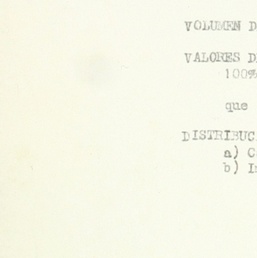 VOLUMEN D
VALORES D
100%
que
DISTRIBUC
a) C
b) I